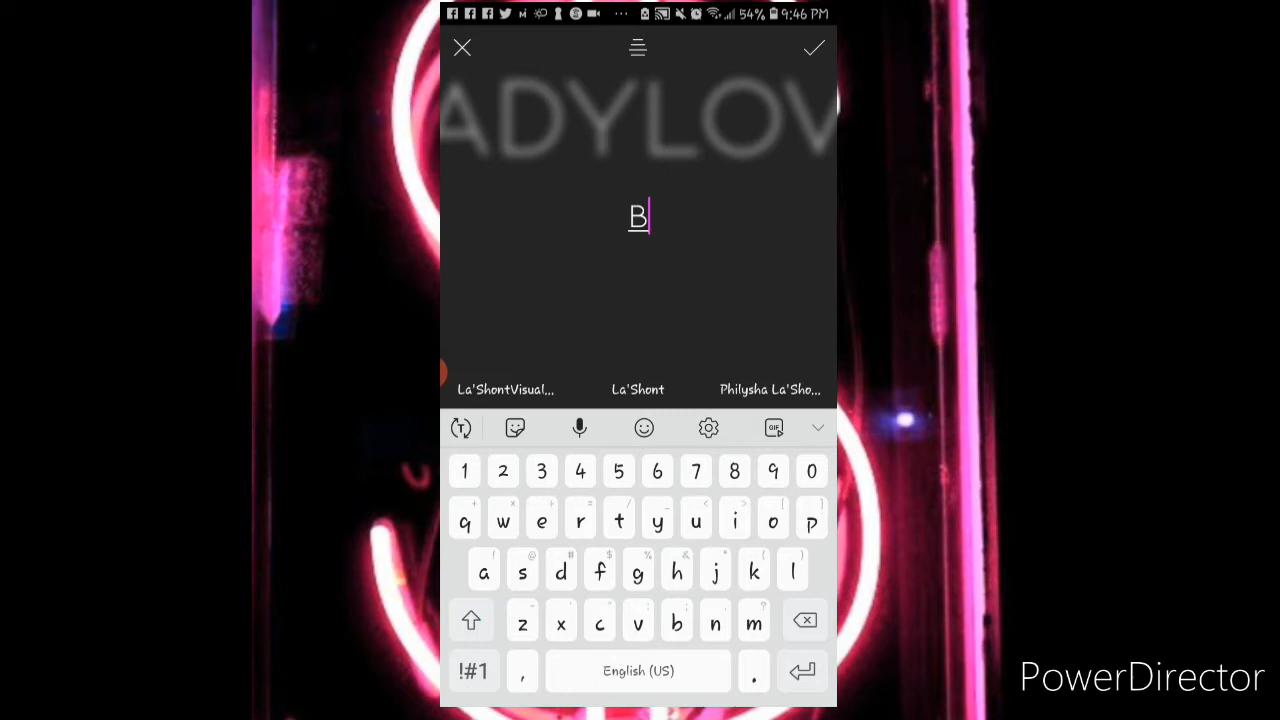 54% 9:46 PM
ADYLOV
B
La'ShontVisual... La'Shont Philysha La'Sho...
T GIF
1 2 3 4 5 6 7 8 9 0
q w e r t y u i o p
a s d f g h j k l
z x c v b n m
!#1 , English (US) .
PowerDirector